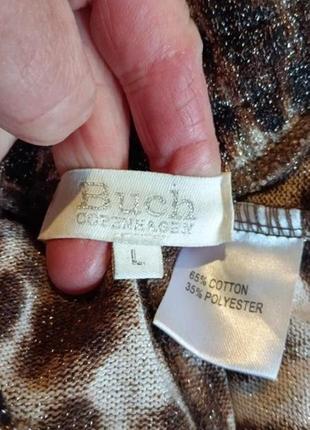 Buch
COPENHAGEN
L
65% COTTON
35% POLYESTER